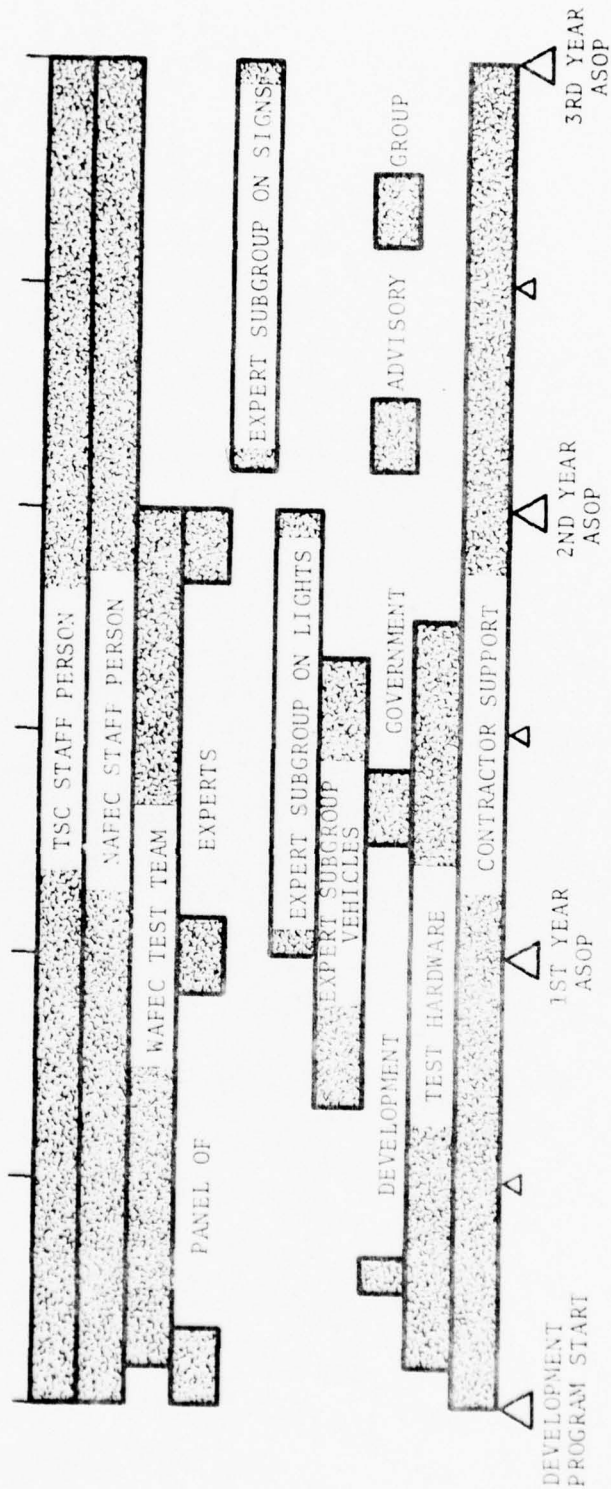 TSC STAFF PERSON
NAFEC STAFF PERSON
WAFEC TEST TEAM
PANEL OF EXPERTS
EXPERT SUBGROUP ON SIGNS
EXPERT SUBGROUP ON LIGHTS
EXPERT SUBGROUP
VEHICLES
DEVELOPMENT GOVERNMENT ADVISORY GROUP
TEST HARDWARE
CONTRACTOR SUPPORT
DEVELOPMENT
PROGRAM START
1ST YEAR
ASOP
2ND YEAR
ASOP
3RD YEAR
ASOP